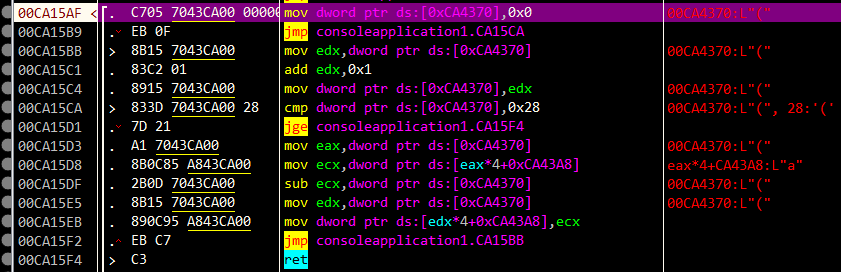 00CA15AF < . C705 7043CA00 00000 mov dword ptr ds:[0xCA4370],0x0 00CA4370:L"("
00CA15B9 . EB 0F jmp consoleapplication1.CA15CA
00CA15BB > 8B15 7043CA00 mov edx,dword ptr ds:[0xCA4370] 00CA4370:L"("
00CA15C1 . 83C2 01 add edx,0x1
00CA15C4 . 8915 7043CA00 mov dword ptr ds:[0xCA4370],edx 00CA4370:L"("
00CA15CA > 833D 7043CA00 28 cmp dword ptr ds:[0xCA4370],0x28 00CA4370:L"(", 28:'('
00CA15D1 . 7D 21 jge consoleapplication1.CA15F4
00CA15D3 . A1 7043CA00 mov eax,dword ptr ds:[0xCA4370] 00CA4370:L"("
00CA15D8 . 8B0C85 A843CA00 mov ecx,dword ptr ds:[eax*4+0xCA43A8] eax*4+CA43A8:L"a"
00CA15DF . 2B0D 7043CA00 sub ecx,dword ptr ds:[0xCA4370] 00CA4370:L"("
00CA15E5 . 8B15 7043CA00 mov edx,dword ptr ds:[0xCA4370] 00CA4370:L"("
00CA15EB . 890C95 A843CA00 mov dword ptr ds:[edx*4+0xCA43A8],ecx
00CA15F2 . EB C7 jmp consoleapplication1.CA15BB
00CA15F4 > C3 ret